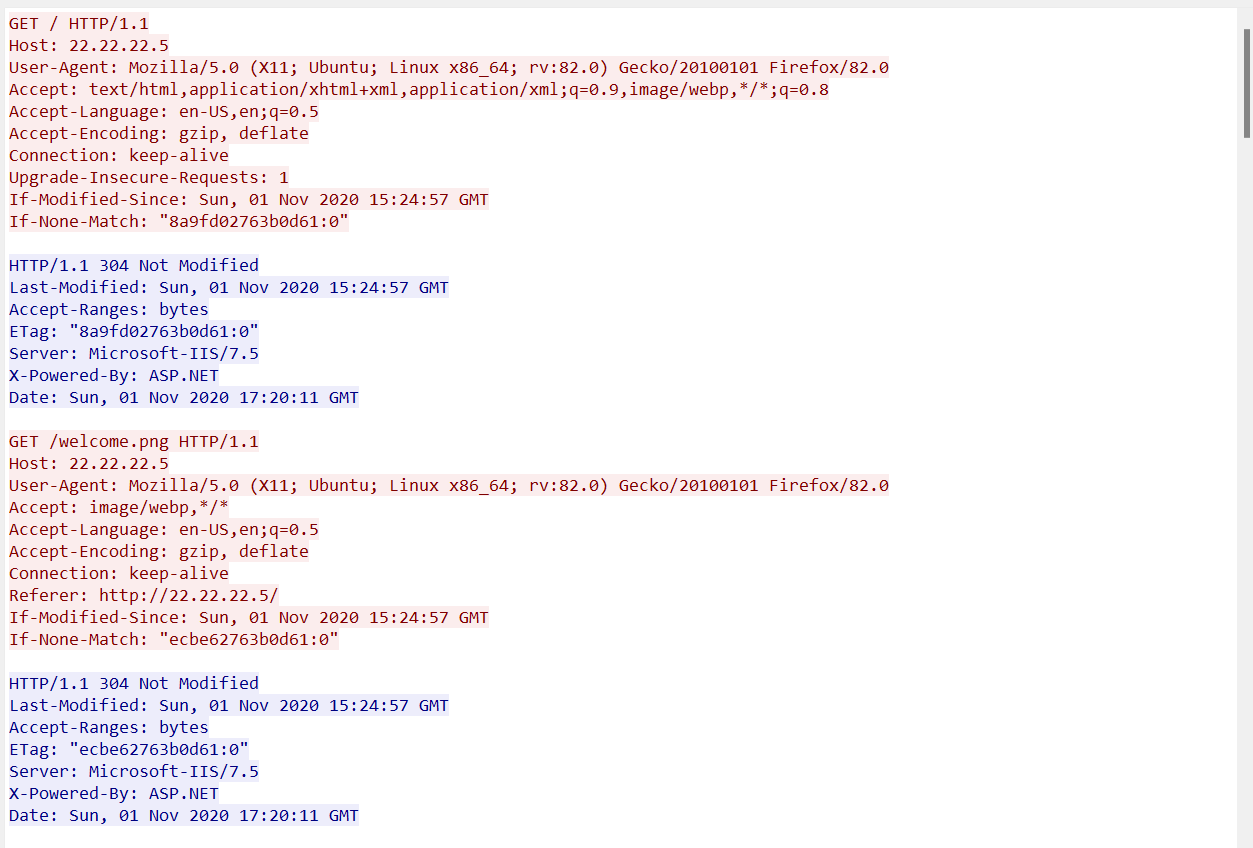 GET / HTTP/1.1
Host: 22.22.22.5
User-Agent: Mozilla/5.0 (X11; Ubuntu; Linux x86_64; rv:82.0) Gecko/20100101 Firefox/82.0
Accept: text/html,application/xhtml+xml,application/xml;q=0.9,image/webp,*/*;q=0.8
Accept-Language: en-US,en;q=0.5
Accept-Encoding: gzip, deflate
Connection: keep-alive
Upgrade-Insecure-Requests: 1
If-Modified-Since: Sun, 01 Nov 2020 15:24:57 GMT
If-None-Match: "8a9fd02763b0d61:0"

HTTP/1.1 304 Not Modified
Last-Modified: Sun, 01 Nov 2020 15:24:57 GMT
Accept-Ranges: bytes
ETag: "8a9fd02763b0d61:0"
Server: Microsoft-IIS/7.5
X-Powered-By: ASP.NET
Date: Sun, 01 Nov 2020 17:20:11 GMT

GET /welcome.png HTTP/1.1
Host: 22.22.22.5
User-Agent: Mozilla/5.0 (X11; Ubuntu; Linux x86_64; rv:82.0) Gecko/20100101 Firefox/82.0
Accept: image/webp,*/*
Accept-Language: en-US,en;q=0.5
Accept-Encoding: gzip, deflate
Connection: keep-alive
Referer: http://22.22.22.5/
If-Modified-Since: Sun, 01 Nov 2020 15:24:57 GMT
If-None-Match: "ecbe62763b0d61:0"

HTTP/1.1 304 Not Modified
Last-Modified: Sun, 01 Nov 2020 15:24:57 GMT
Accept-Ranges: bytes
ETag: "ecbe62763b0d61:0"
Server: Microsoft-IIS/7.5
X-Powered-By: ASP.NET
Date: Sun, 01 Nov 2020 17:20:11 GMT